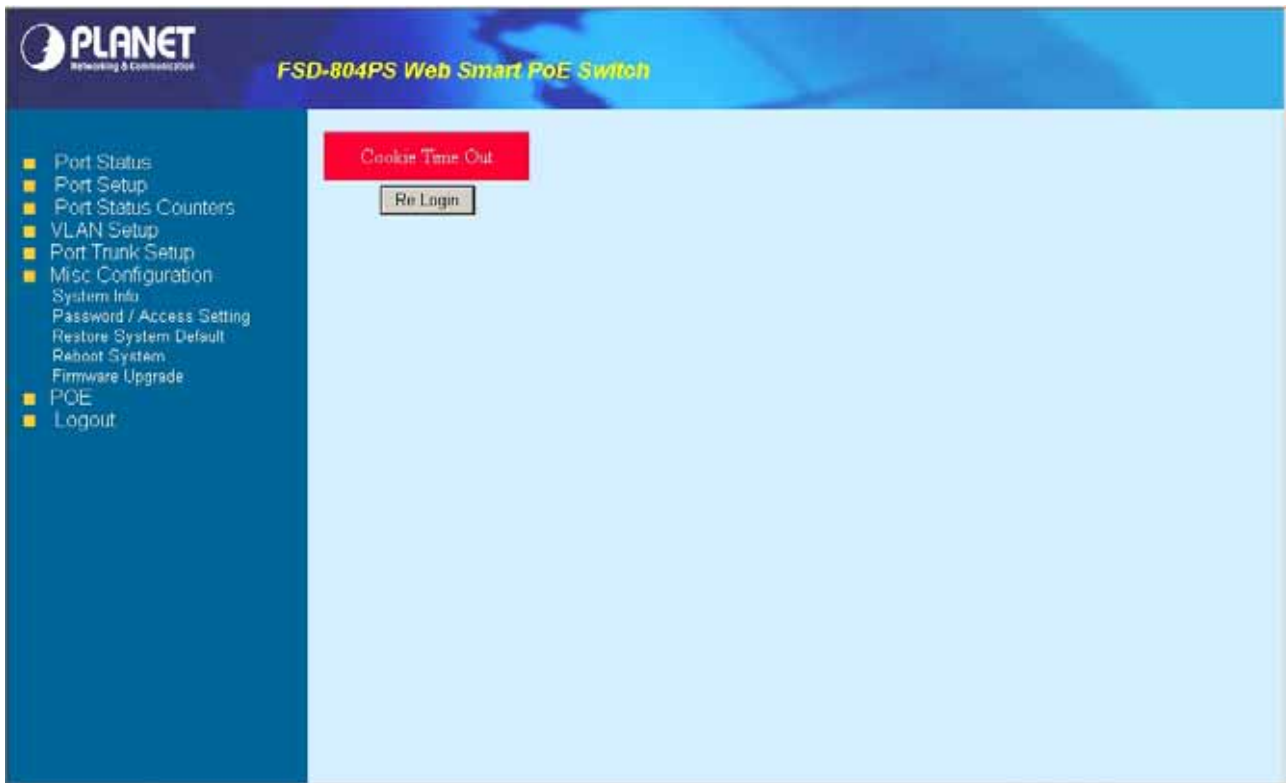 PLANET
Networking & Communication
FSD-804PS Web Smart PoE Switch
Port Status
Port Setup
Port Status Counters
VLAN Setup
Port Trunk Setup
Misc Configuration
System Info
Password / Access Setting
Restore System Default
Reboot System
Firmware Upgrade
POE
Logout
Cookie Time Out
Re Login